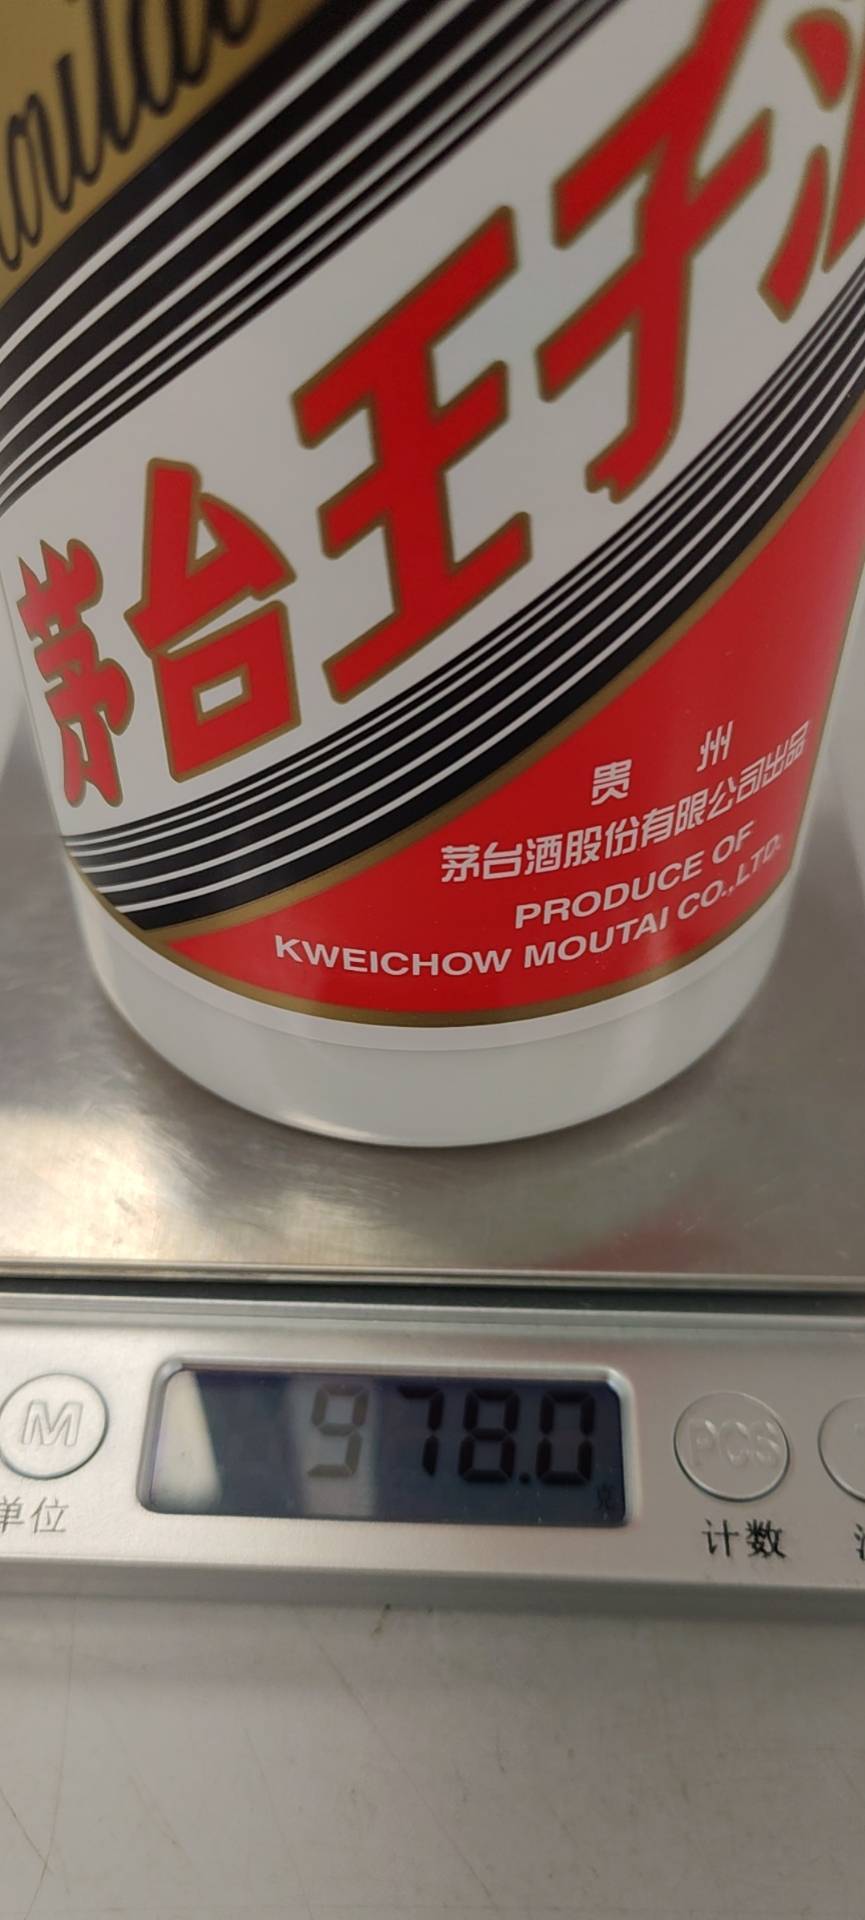 茅台王子酒
贵州
茅台酒股份有限公司出品
PRODUCE OF
KWEICHOW MOUTAI CO.,LTD.
978.0
克
M
PCS
单位
计数